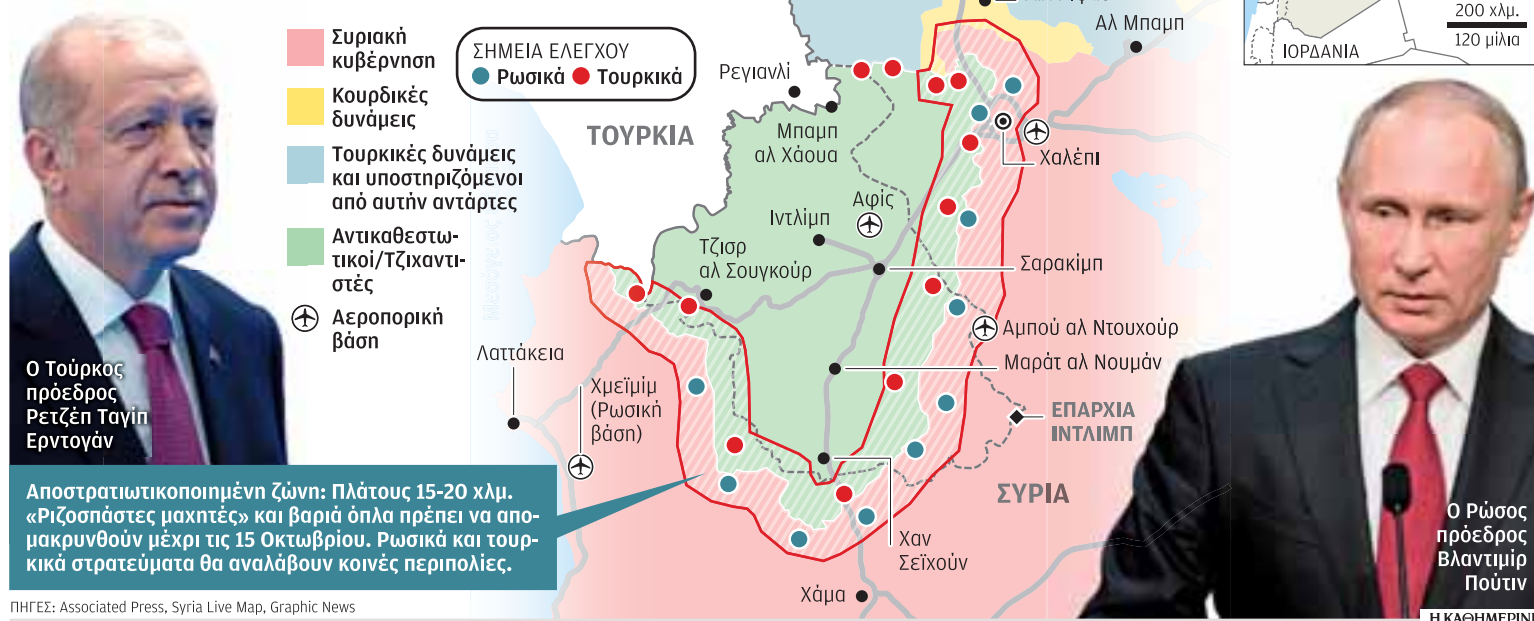 Συριακή
κυβέρνηση
Κουρδικές
δυνάμεις
Τουρκικές δυνάμεις
και υποστηριζόμενοι
από αυτήν αντάρτες
Αντικαθεστω-
τικοί/Τζιχαντι-
στές
Αεροπορική
βάση
ΣΗΜΕΙΑ ΕΛΕΓΧΟΥ
Ρωσικά Τουρκικά
Αλ Μπαμπ
200 χλμ.
120 μίλια
ΙΟΡΔΑΝΙΑ
Ρεγιανλί
ΤΟΥΡΚΙΑ
Μπαμπ
αλ Χάουα
Χαλέπι
Αφίς
Ιντλίμπ
Τζισρ
αλ Σουγκούρ
Σαρακίμπ
Αμπού αλ Ντουχούρ
Μαράτ αλ Νουμάν
Λαττάκεια
Χμεϊμίμ
(Ρωσική
βάση)
ΕΠΑΡΧΙΑ
ΙΝΤΛΙΜΠ
ΣΥΡΙΑ
Χαν
Σεϊχούν
Χάμα
Μεσόγειος
Ο Τούρκος
πρόεδρος
Ρετζέπ Ταγίπ
Ερντογάν
Ο Ρώσος
πρόεδρος
Βλαντιμίρ
Πούτιν
Αποστρατιωτικοποιημένη ζώνη: Πλάτους 15-20 χλμ.
«Ριζοσπάστες μαχητές» και βαριά όπλα πρέπει να απο-
μακρυνθούν μέχρι τις 15 Οκτωβρίου. Ρωσικά και τουρ-
κικά στρατεύματα θα αναλάβουν κοινές περιπολίες.
ΠΗΓΕΣ: Associated Press, Syria Live Map, Graphic News
Η ΚΑΘΗΜΕΡΙΝΗ